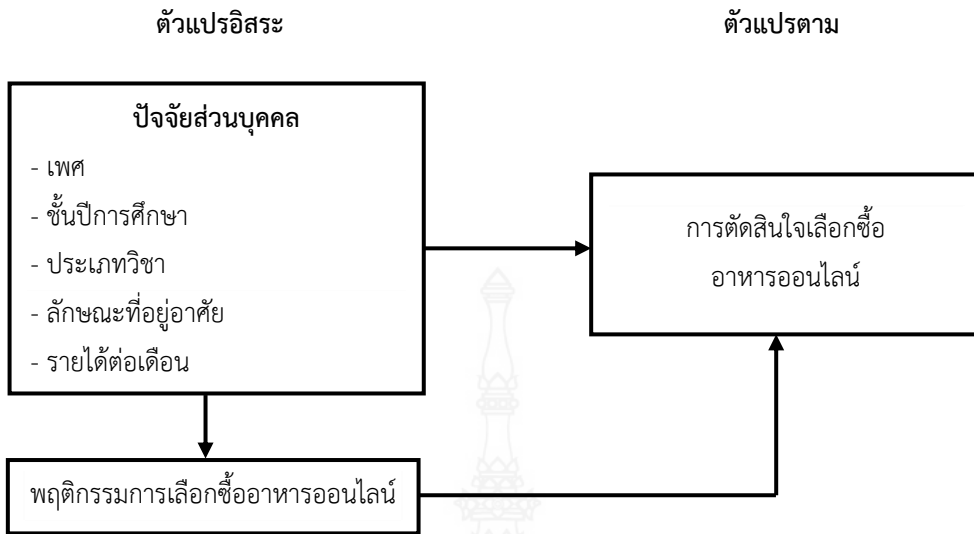 ตัวแปรอิสระ
ตัวแปรตาม
ปัจจัยส่วนบุคคล
- เพศ
- ชั้นปีการศึกษา
- ประเภทวิชา
- ลักษณะที่อยู่อาศัย
- รายได้ต่อเดือน
การตัดสินใจเลือกซื้อ
อาหารออนไลน์
พฤติกรรมการเลือกซื้ออาหารออนไลน์